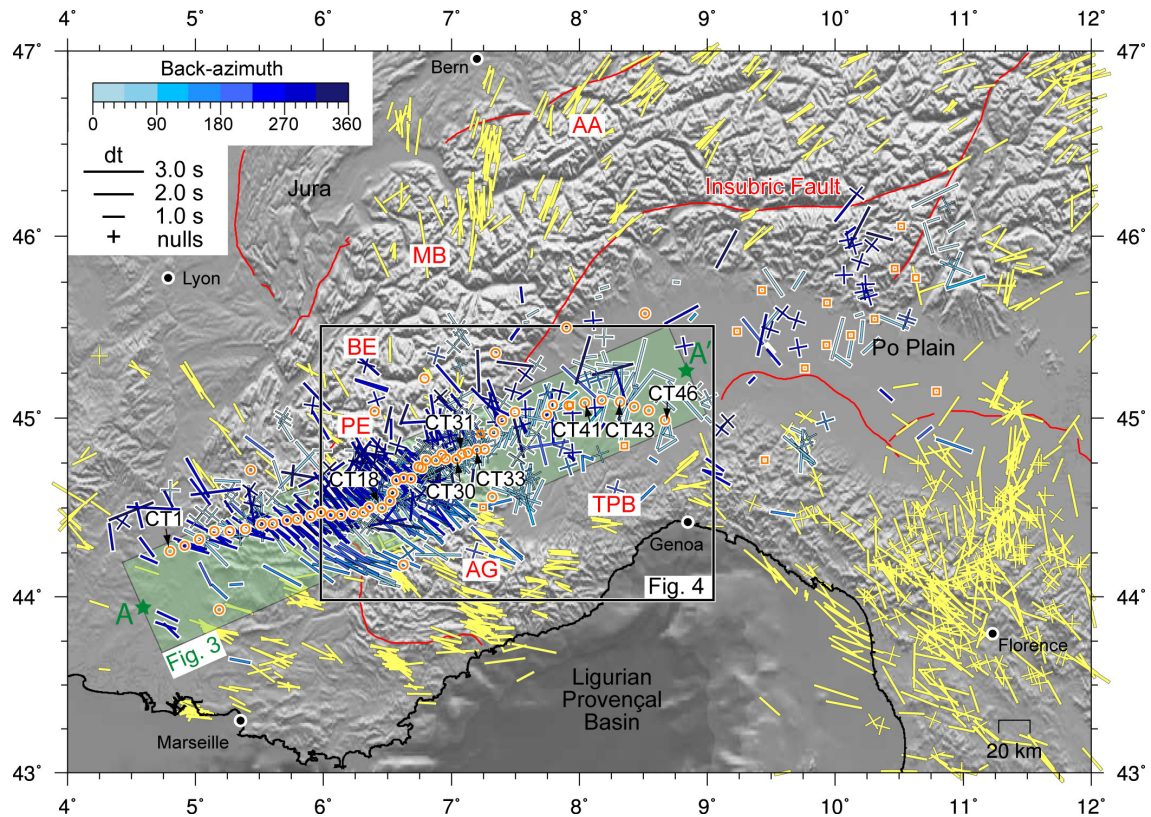 4° 5° 6° 7° 8° 9° 10° 11° 12°
47° 47°
Back-azimuth
0 90 180 270 360
dt
3.0 s
2.0 s
1.0 s
nulls
Bern
AA
Jura
Insubric Fault
46° 46°
MB
Lyon
BE
Po Plain
A'
CT46
PE
45° 45°
CT31
CT41
CT43
CT18
CT30
CT33
CT1
TPB
Genoa
AG
Fig. 4
44° 44°
A
Fig. 3
Florence
Ligurian
Provençal
Basin
Marseille
20 km
43° 43°
4° 5° 6° 7° 8° 9° 10° 11° 12°